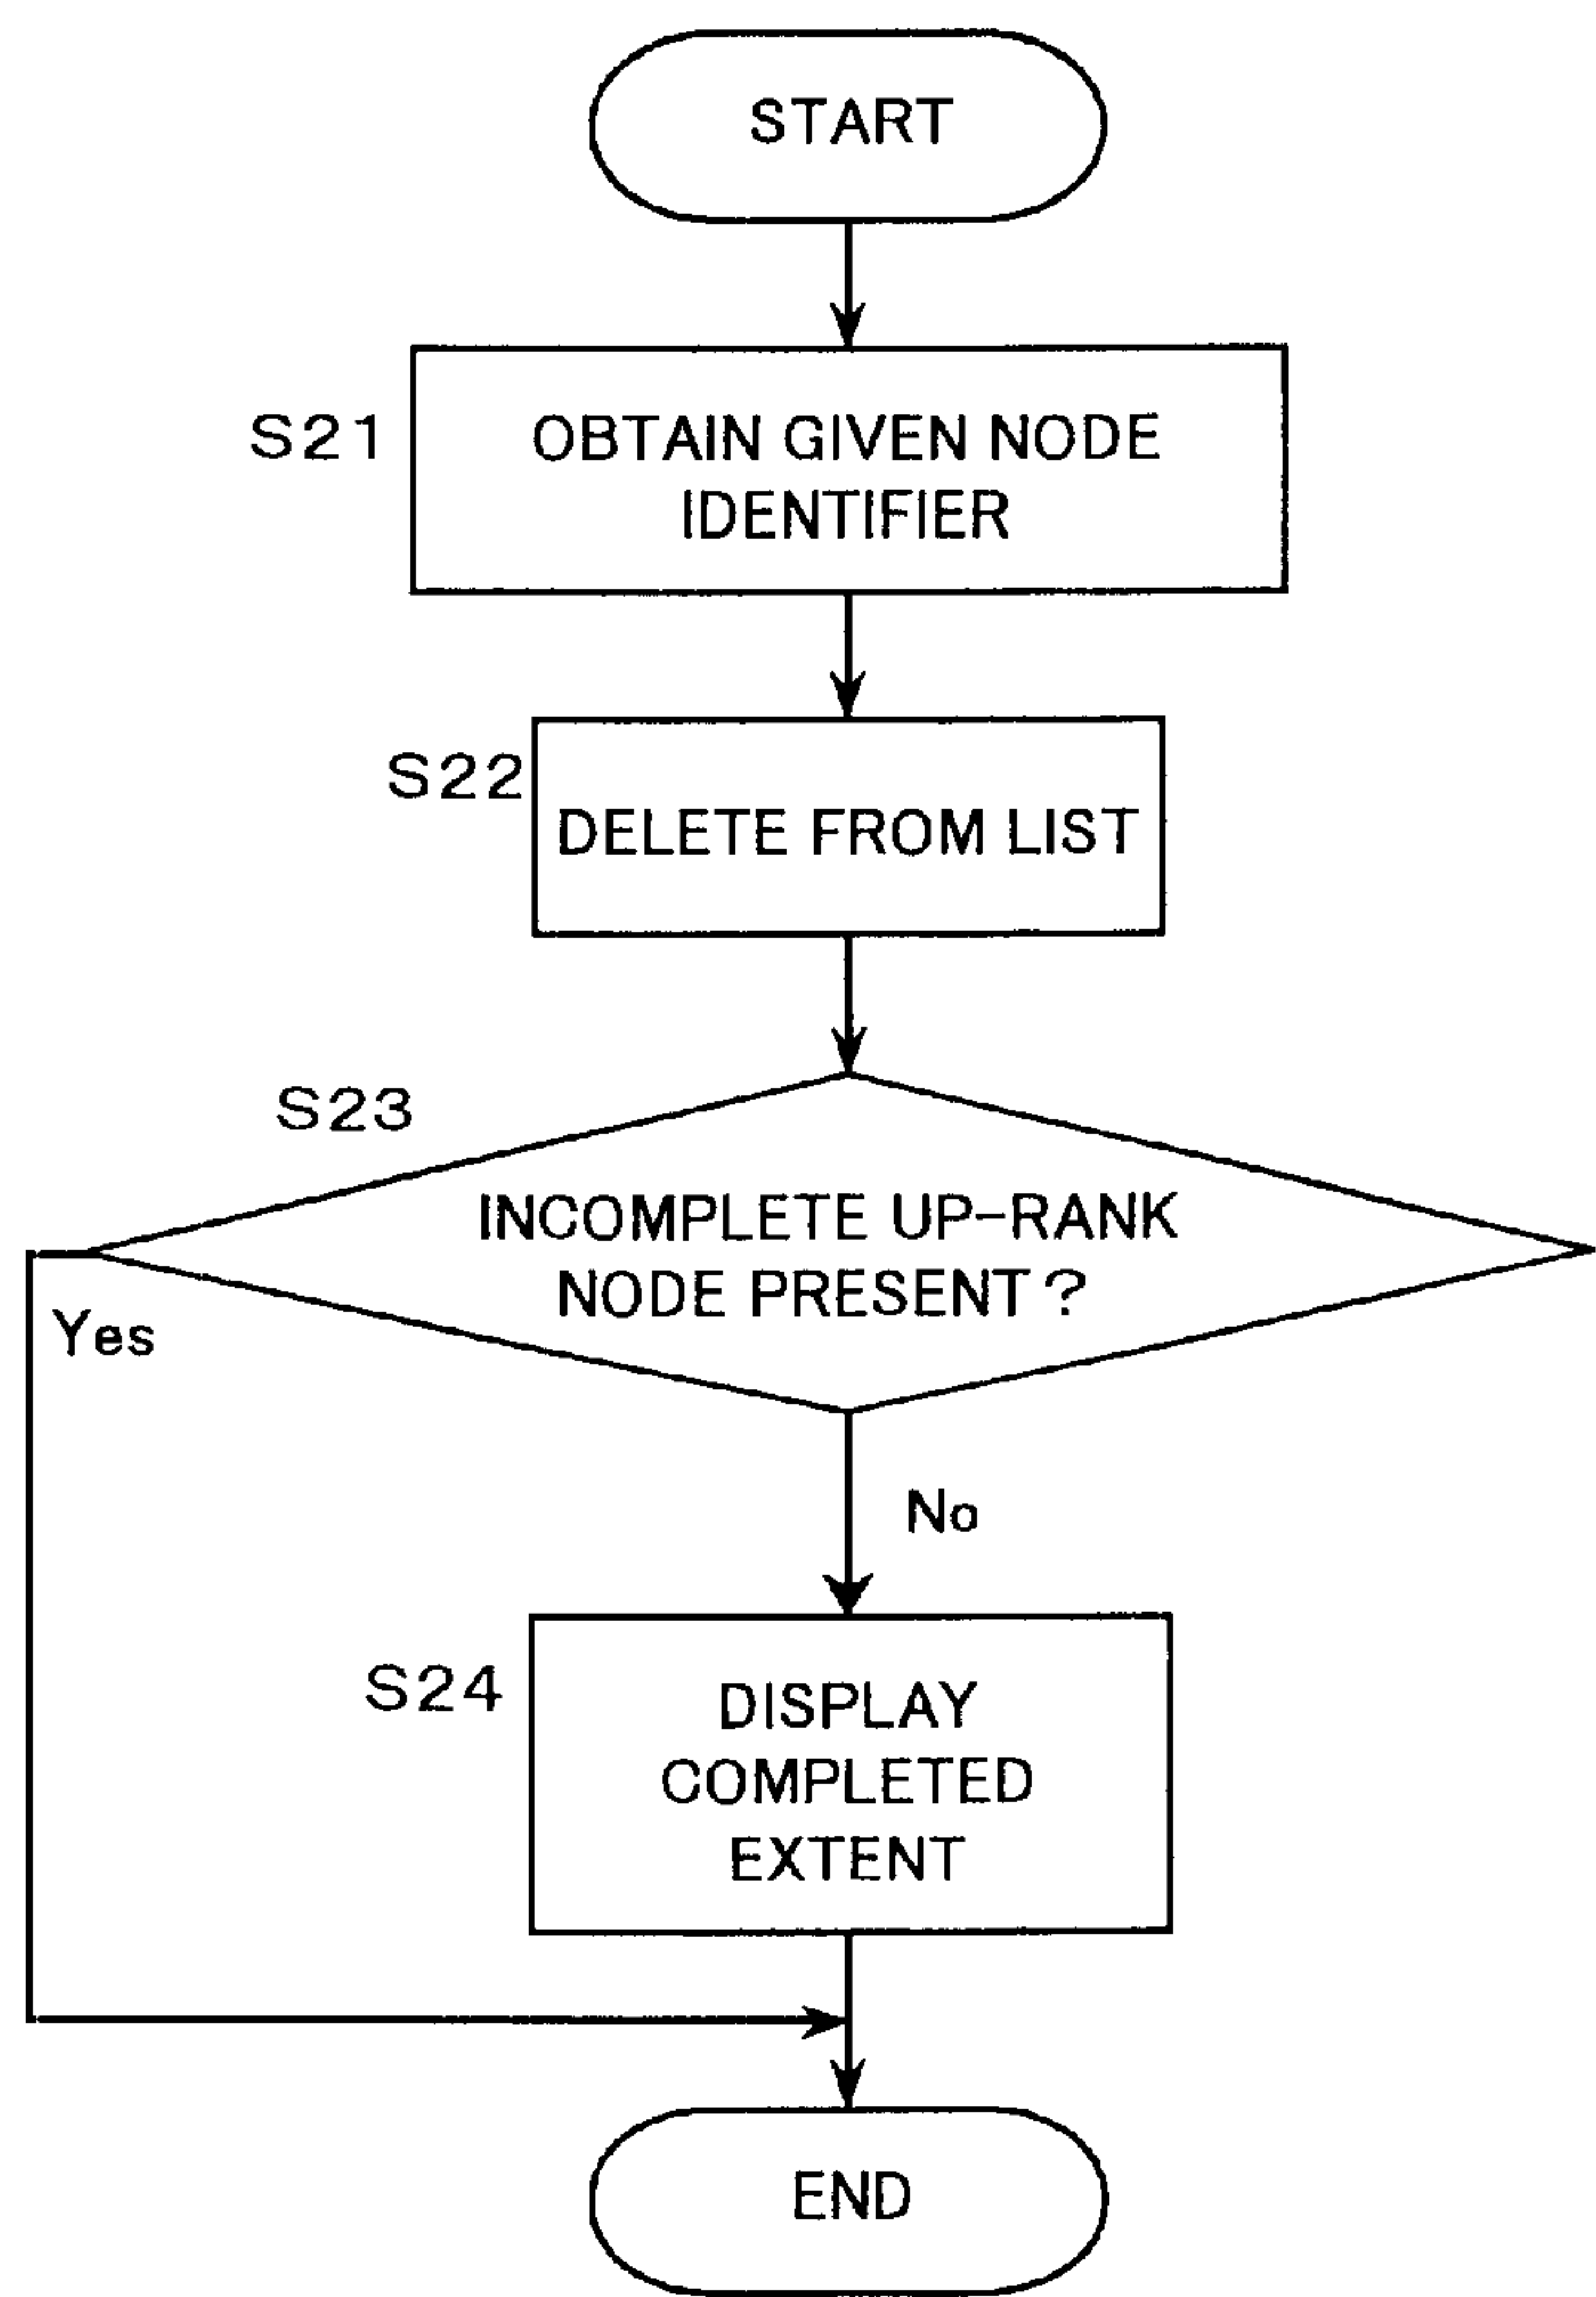 START
S21
OBTAIN GIVEN NODE
IDENTIFIER
S22
DELETE FROM LIST
S23
INCOMPLETE UP-RANK
NODE PRESENT ?
Yes
No
S24
DISPLAY
COMPLETED
EXTENT
END